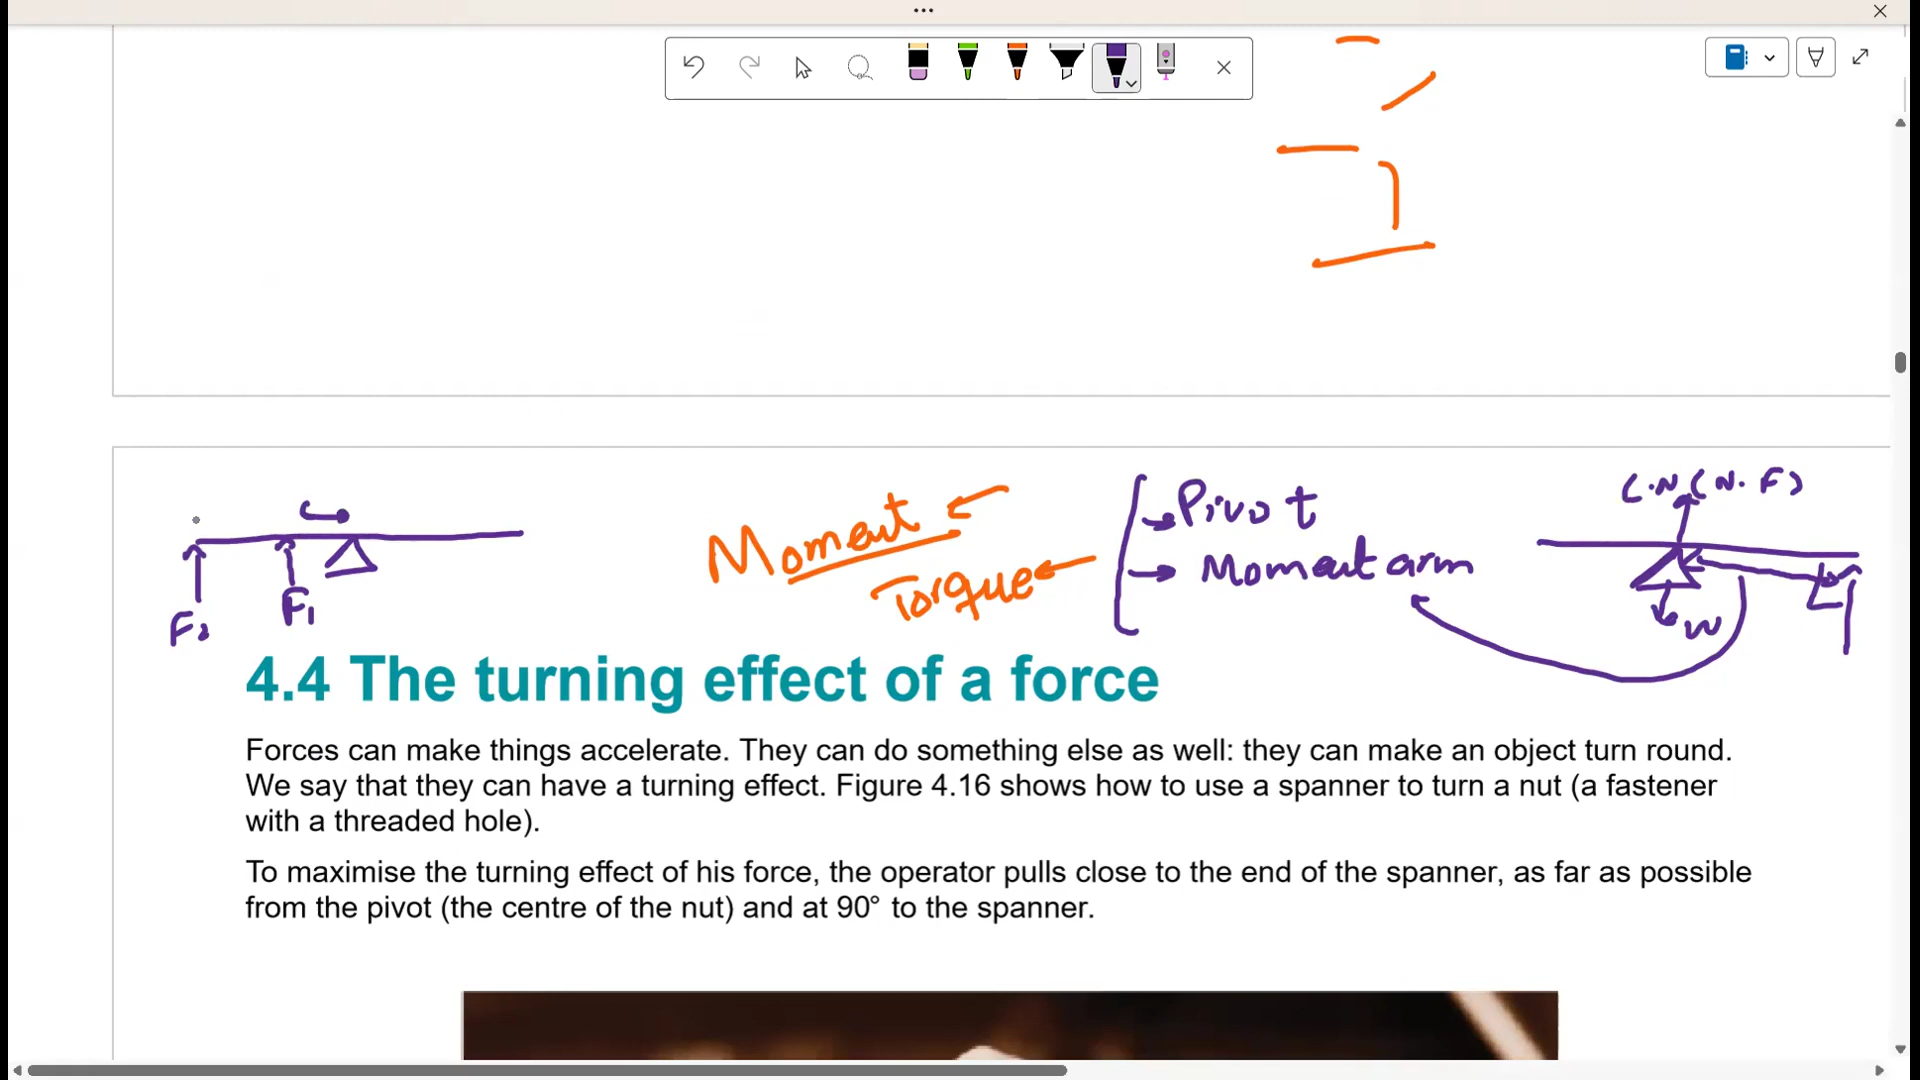 C.N (N.F)
Moment
Pivot
Torque
Moment arm
F2
F1
W
4.4 The turning effect of a force
Forces can make things accelerate. They can do something else as well: they can make an object turn round.
We say that they can have a turning effect. Figure 4.16 shows how to use a spanner to turn a nut (a fastener
with a threaded hole).
To maximise the turning effect of his force, the operator pulls close to the end of the spanner, as far as possible
from the pivot (the centre of the nut) and at 90° to the spanner.